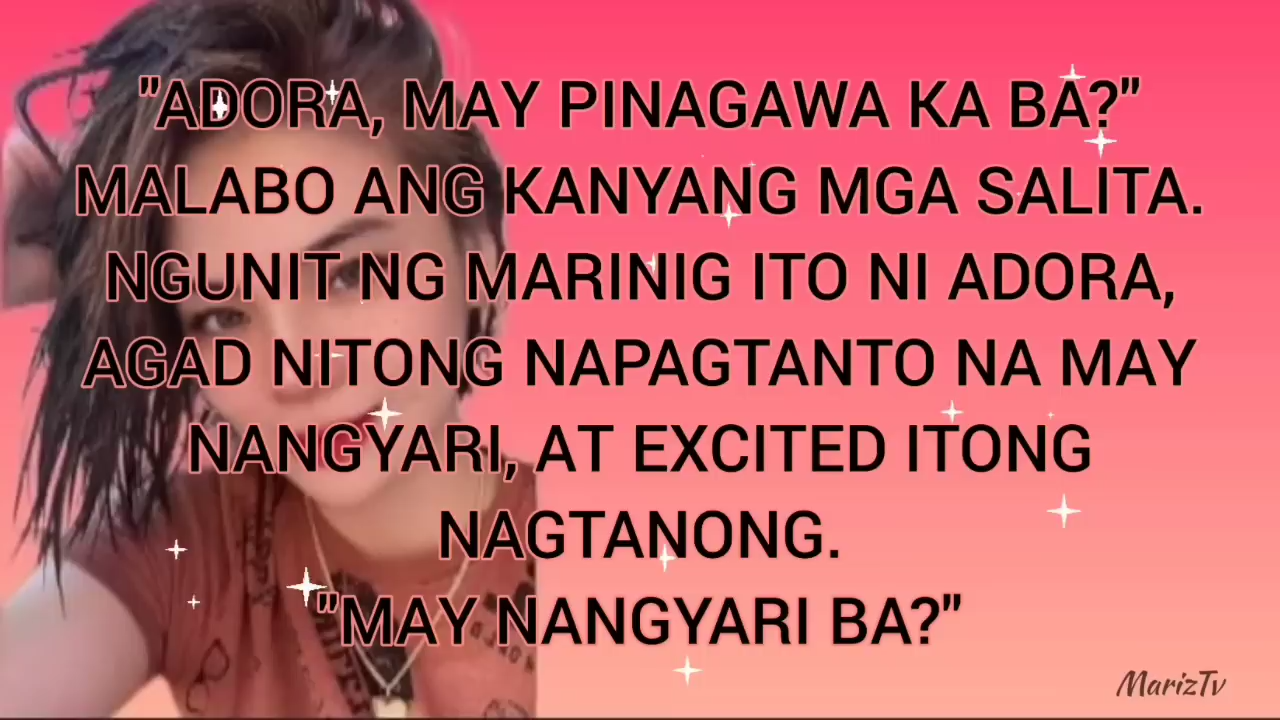 "ADORA, MAY PINAGAWA KA BA?"
MALABO ANG KANYANG MGA SALITA.
NGUNIT NG MARINIG ITO NI ADORA,
AGAD NITONG NAPAGTANTO NA MAY
NANGYARI, AT EXCITED ITONG
NAGTANONG.
"MAY NANGYARI BA?"
MarizTv